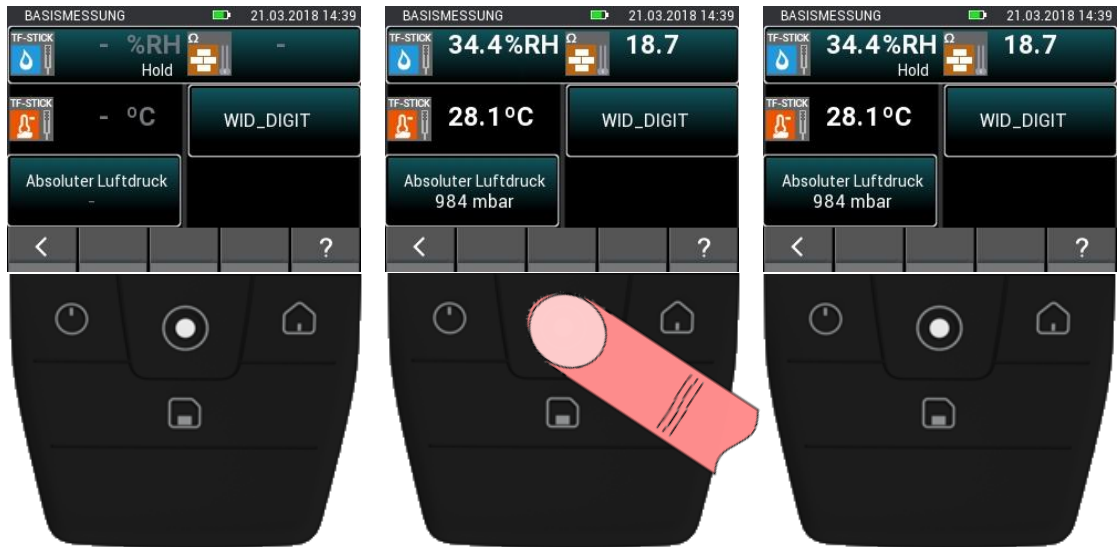 BASISMESSUNG 21.03.2018 14:39
TF-STICK - %RH Ω -
Hold
TF-STICK - ºC WID_DIGIT
Absoluter Luftdruck
-
< ?
BASISMESSUNG 21.03.2018 14:39
TF-STICK 34.4%RH Ω 18.7
TF-STICK 28.1ºC WID_DIGIT
Absoluter Luftdruck
984 mbar
< ?
BASISMESSUNG 21.03.2018 14:39
TF-STICK 34.4%RH Ω 18.7
Hold
TF-STICK 28.1ºC WID_DIGIT
Absoluter Luftdruck
984 mbar
< ?